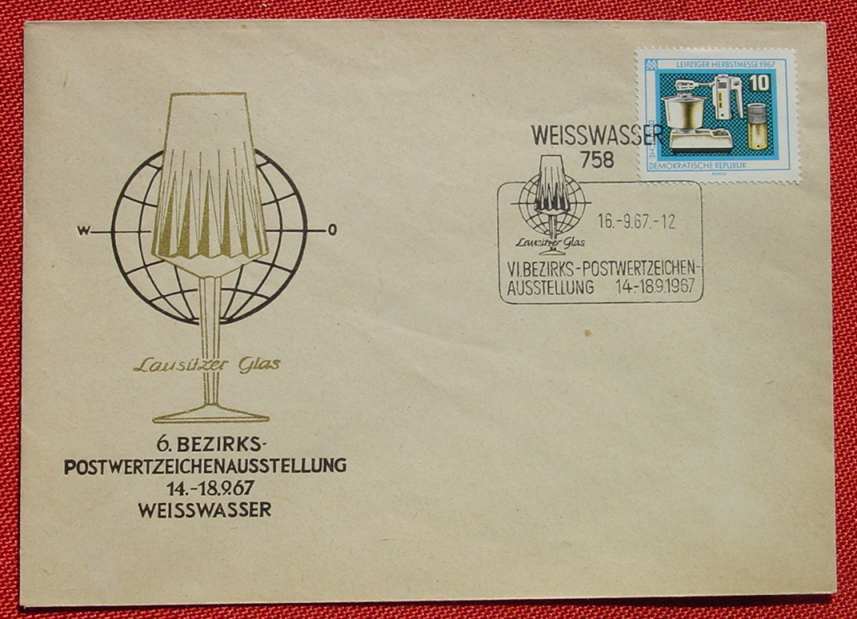 LEIPZIGER HERBSTMESSE 1967
10
DEMOKRATISCHE REPUBLIK
WEISSWASSER
758
Lausitzer Glas
16.-9.67.-12
VI. BEZIRKS-POSTWERTZEICHEN-
AUSSTELLUNG 14-18.9.1967
W
O
Lausitzer Glas
6. BEZIRKS-
POSTWERTZEICHENAUSSTELLUNG
14.-18.9.67
WEISSWASSER